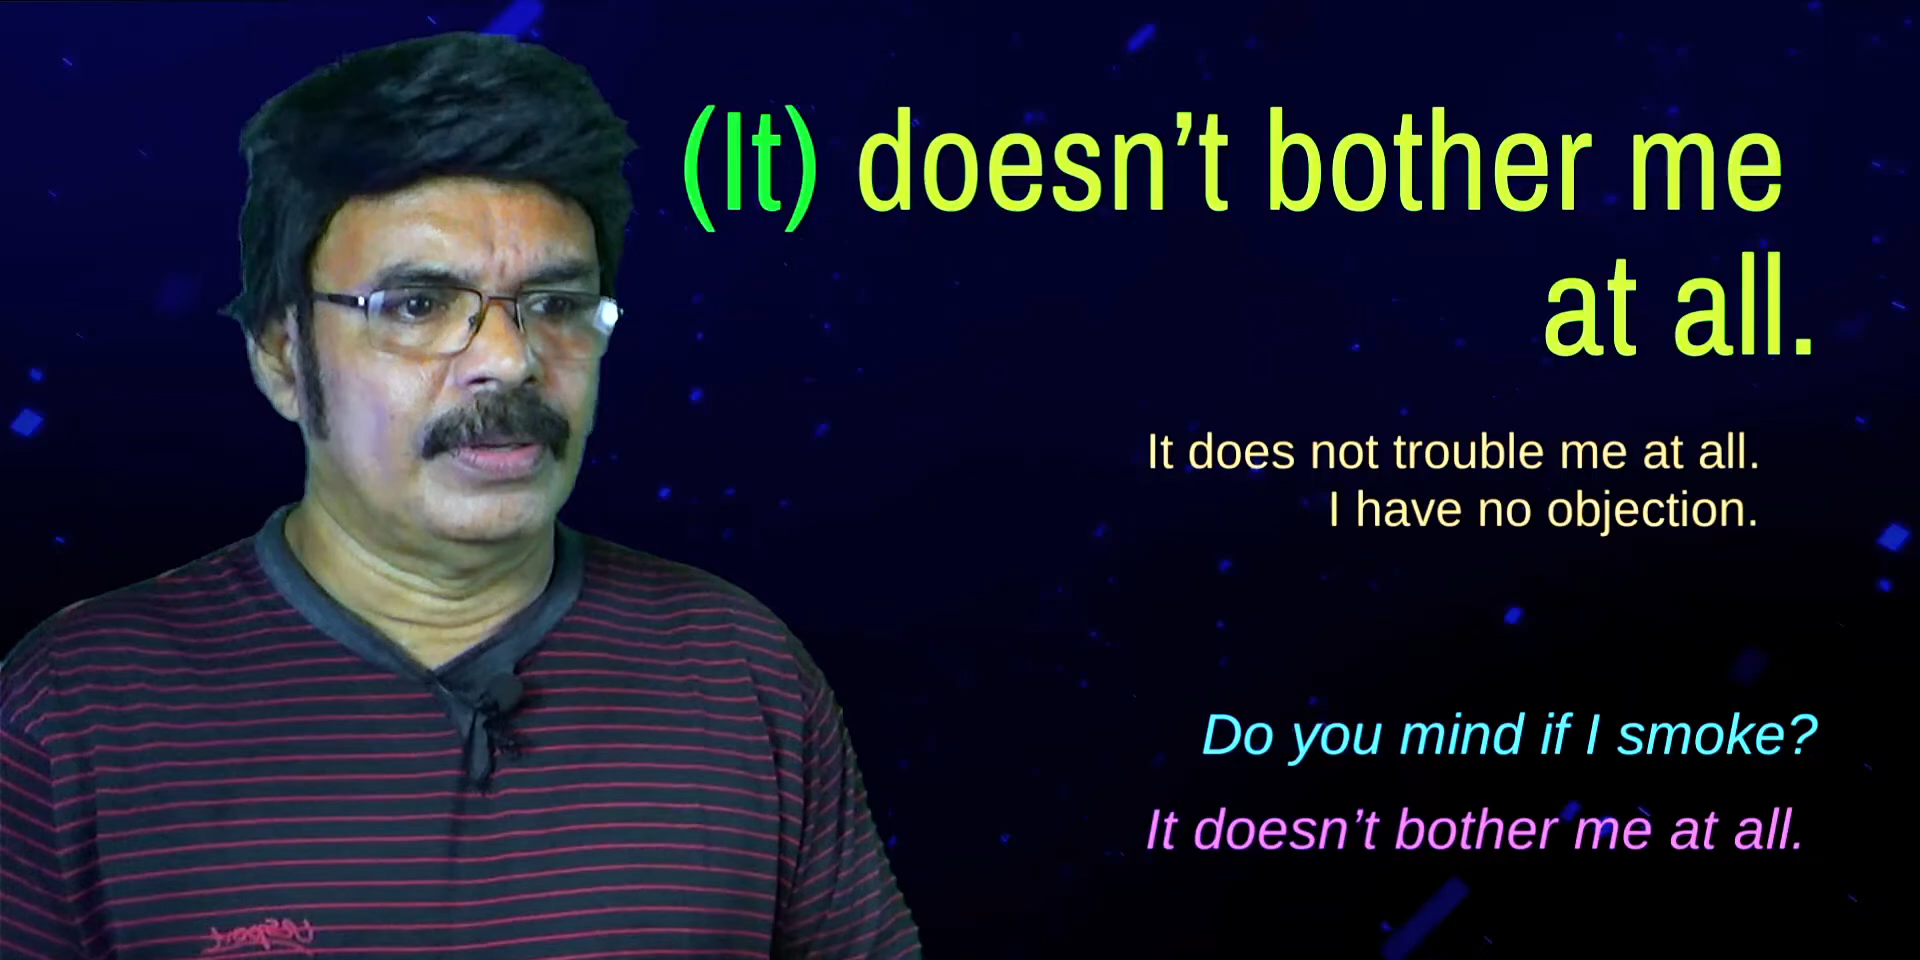 (It) doesn’t bother me
at all.
It does not trouble me at all.
I have no objection.
Do you mind if I smoke?
It doesn’t bother me at all.